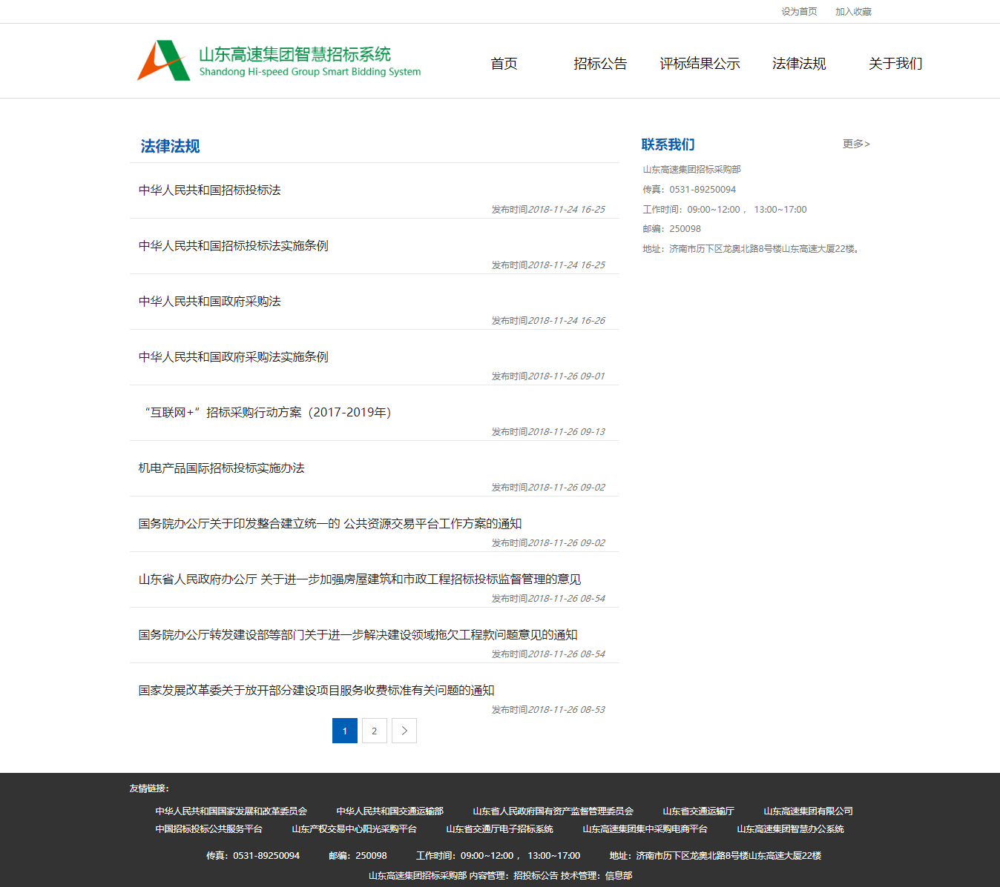 设为首页 加入收藏
山东高速集团智慧招标系统
Shandong Hi-speed Group Smart Bidding System
首页 招标公告 评标结果公示 法律法规 关于我们
法律法规
中华人民共和国招标投标法
发布时间2018-11-24 16-25
中华人民共和国招标投标法实施条例
发布时间2018-11-24 16-25
中华人民共和国政府采购法
发布时间2018-11-24 16-26
中华人民共和国政府采购法实施条例
发布时间2018-11-26 09-01
“互联网+”招标采购行动方案（2017-2019年）
发布时间2018-11-26 09-13
机电产品国际招标投标实施办法
发布时间2018-11-26 09-02
国务院办公厅关于印发整合建立统一的 公共资源交易平台工作方案的通知
发布时间2018-11-26 09-02
山东省人民政府办公厅 关于进一步加强房屋建筑和市政工程招标投标监督管理的意见
发布时间2018-11-26 08-54
国务院办公厅转发建设部等部门关于进一步解决建设领域拖欠工程款问题意见的通知
发布时间2018-11-26 08-54
国家发展改革委关于放开部分建设项目服务收费标准有关问题的通知
发布时间2018-11-26 08-53
1 2 >
联系我们 更多>
山东高速集团招标采购部
传真：0531-89250094
工作时间：09:00~12:00 ， 13:00~17:00
邮编：250098
地址：济南市历下区龙奥北路8号楼山东高速大厦22楼。
友情链接：
中华人民共和国国家发展和改革委员会 中华人民共和国交通运输部 山东省人民政府国有资产监督管理委员会 山东省交通运输厅 山东高速集团有限公司
中国招标投标公共服务平台 山东产权交易中心阳光采购平台 山东省交通厅电子招标系统 山东高速集团集中采购电商平台 山东高速集团智慧办公系统
传真：0531-89250094 邮编：250098 工作时间：09:00~12:00 ， 13:00~17:00 地址：济南市历下区龙奥北路8号楼山东高速大厦22楼
山东高速集团招标采购部 内容管理：招投标公告 技术管理：信息部